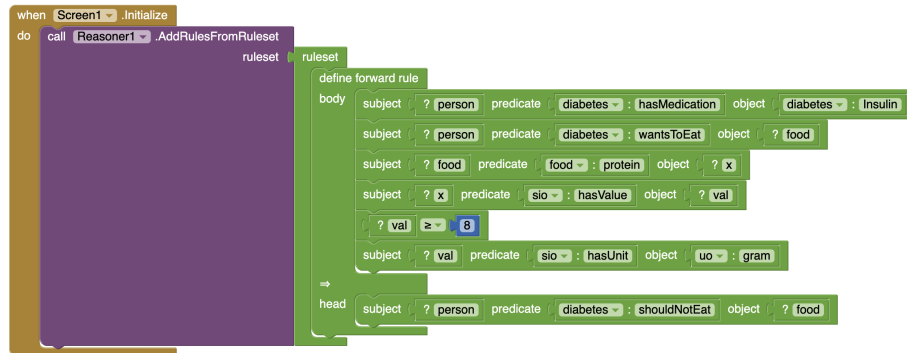 when Screen1 .Initialize
do call Reasoner1 .AddRulesFromRuleset
ruleset ruleset
define forward rule
body subject ? person predicate diabetes : hasMedication object diabetes : Insulin
subject ? person predicate diabetes : wantsToEat object ? food
subject ? food predicate food : protein object ? x
subject ? x predicate sio : hasValue object ? val
? val ≥ 8
subject ? val predicate sio : hasUnit object uo : gram
⇒
head subject ? person predicate diabetes : shouldNotEat object ? food